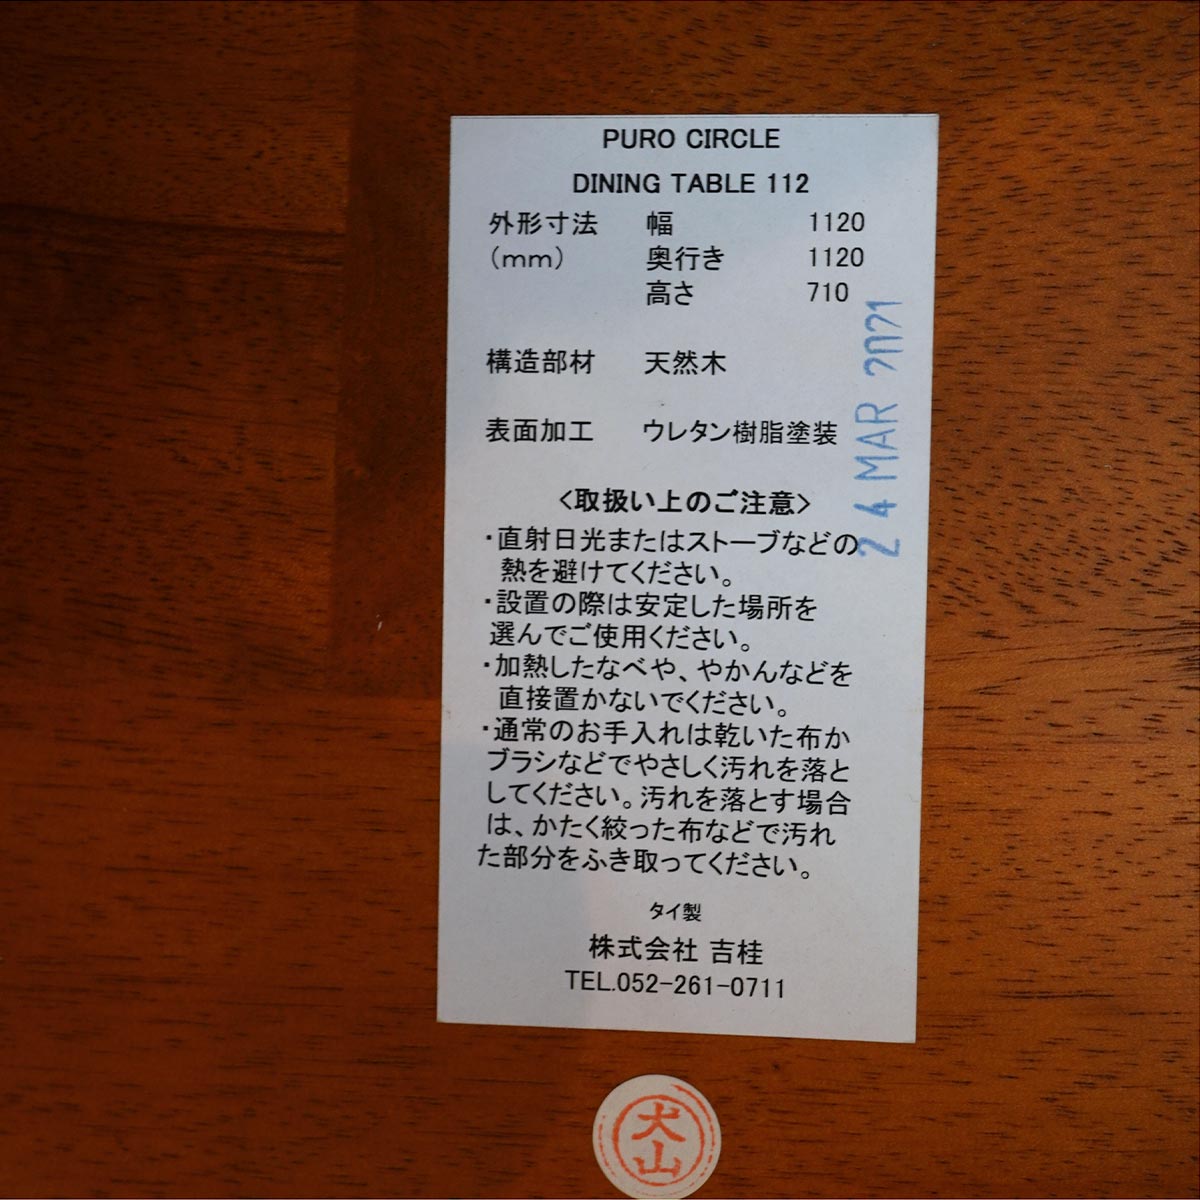 PURO CIRCLE
DINING TABLE 112
外形寸法 幅 1120
(mm) 奥行き 1120
高さ 710
構造部材 天然木
表面加工 ウレタン樹脂塗装
24 MAR 2021
<取扱い上のご注意>
・直射日光またはストーブなどの
熱を避けてください。
・設置の際は安定した場所を
選んでご使用ください。
・加熱したなべや、やかんなどを
直接置かないでください。
・通常のお手入れは乾いた布か
ブラシなどでやさしく汚れを落と
してください。汚れを落とす場合
は、かたく絞った布などで汚れ
た部分をふき取ってください。
タイ製
株式会社 吉桂
TEL.052-261-0711
犬
山